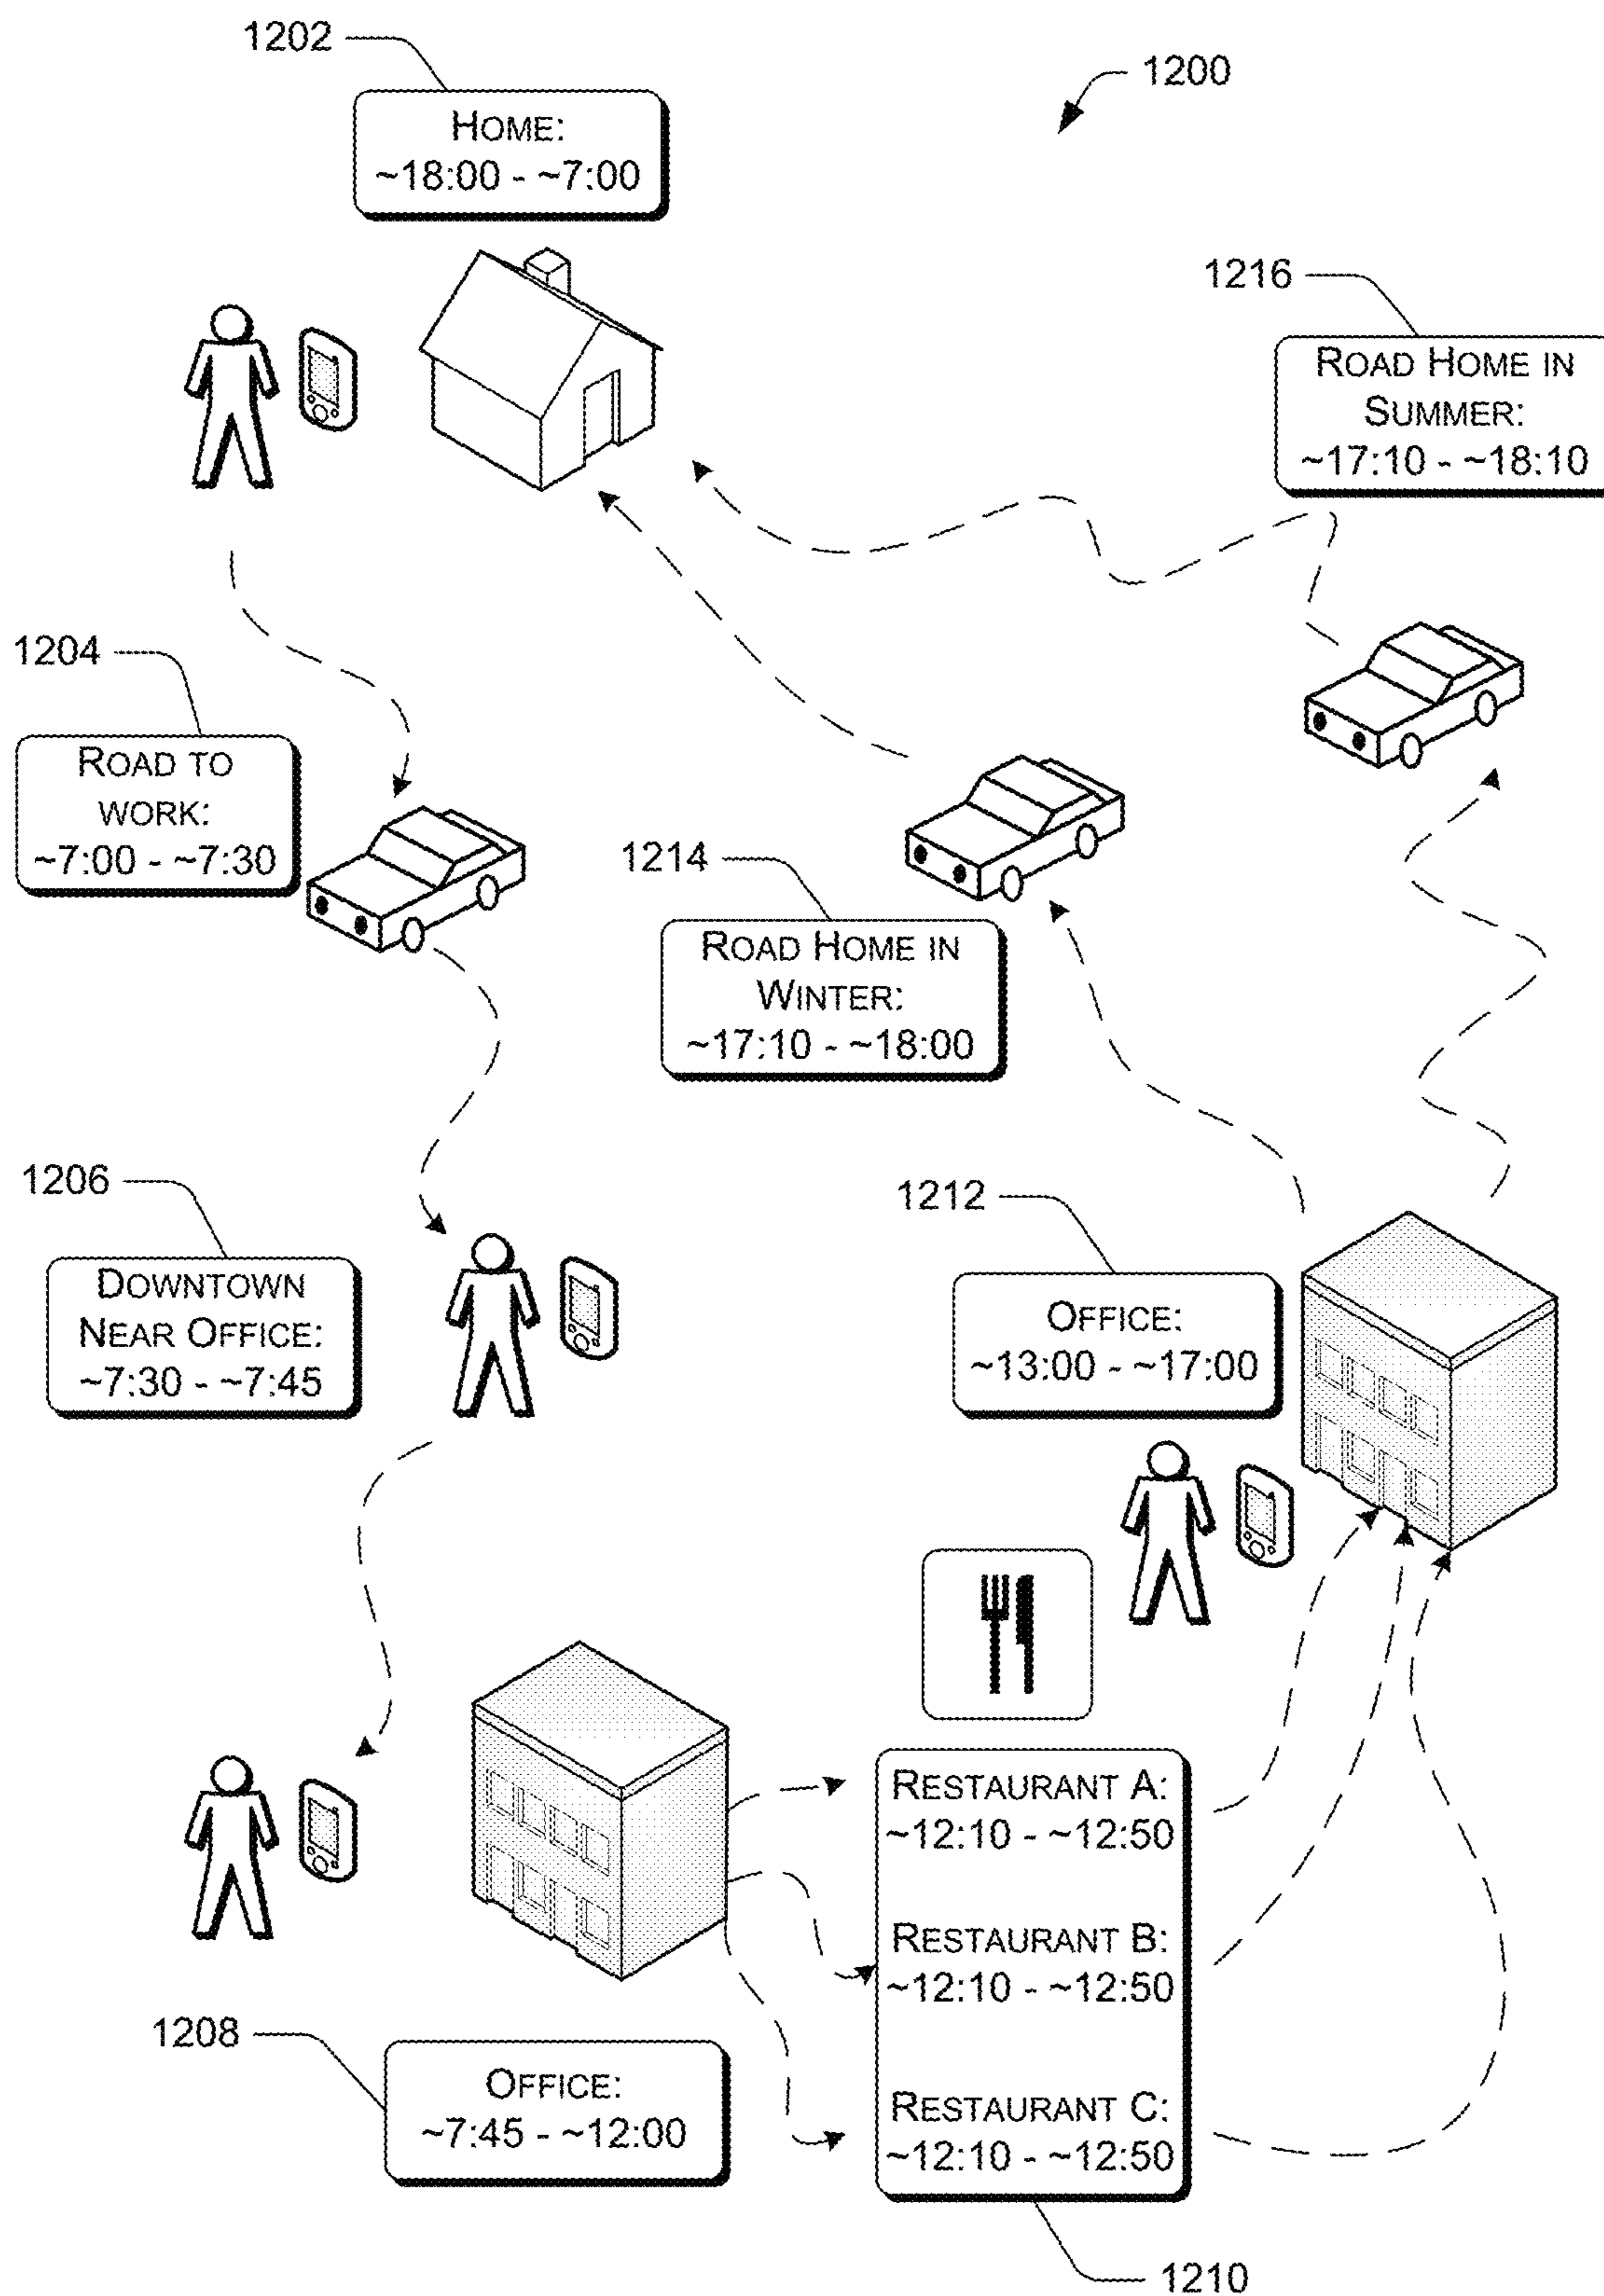 1202
1200
HOME:
~18:00 - ~7:00
1216
ROAD HOME IN
SUMMER:
~17:10 - ~18:10
1204
ROAD TO
WORK:
~7:00 - ~7:30
1214
ROAD HOME IN
WINTER:
~17:10 - ~18:00
1206
DOWNTOWN
NEAR OFFICE:
~7:30 - ~7:45
1212
OFFICE:
~13:00 - ~17:00
1208
OFFICE:
~7:45 - ~12:00
RESTAURANT A:
~12:10 - ~12:50
RESTAURANT B:
~12:10 - ~12:50
RESTAURANT C:
~12:10 - ~12:50
1210